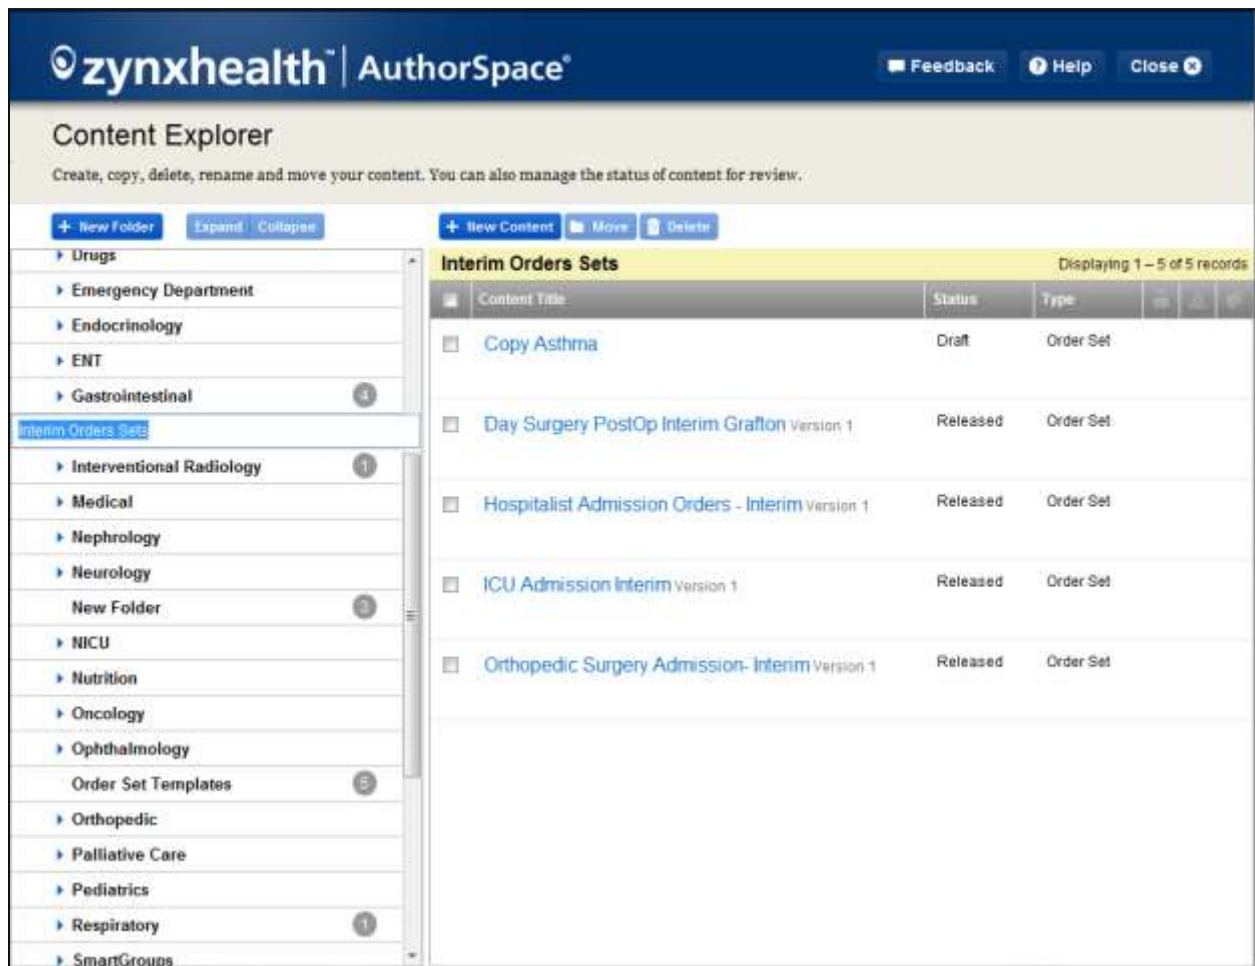 zynxhealth™ | AuthorSpace®
Feedback
Help
Close
Content Explorer
Create, copy, delete, rename and move your content. You can also manage the status of content for review.
+ New Folder
Expand
Collapse
+ New Content
Move
Delete
Drugs
Emergency Department
Endocrinology
ENT
Gastrointestinal 4
Interim Orders Sets
Interventional Radiology 1
Medical
Nephrology
Neurology
New Folder 3
NICU
Nutrition
Oncology
Ophthalmology
Order Set Templates 5
Orthopedic
Palliative Care
Pediatrics
Respiratory 1
SmartGroups
Interim Orders Sets
Displaying 1 – 5 of 5 records
Content Title
Status
Type
Copy Asthma Draft Order Set
Day Surgery PostOp Interim Grafton Version 1 Released Order Set
Hospitalist Admission Orders - Interim Version 1 Released Order Set
ICU Admission Interim Version 1 Released Order Set
Orthopedic Surgery Admission- Interim Version 1 Released Order Set